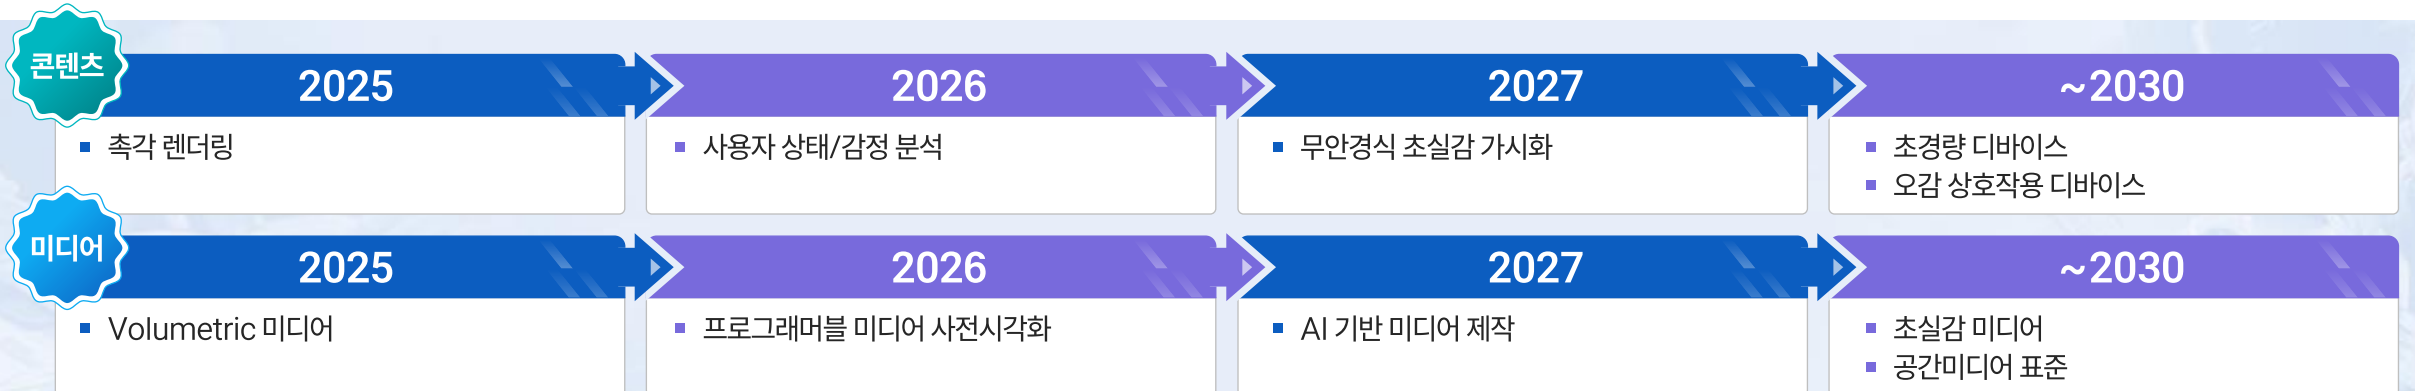 콘텐츠
2025
2026
2027
~2030
촉각 렌더링
사용자 상태/감정 분석
무안경식 초실감 가시화
초경량 디바이스
오감 상호작용 디바이스
미디어
2025
2026
2027
~2030
Volumetric 미디어
프로그래머블 미디어 사전시각화
AI 기반 미디어 제작
초실감 미디어
공간미디어 표준